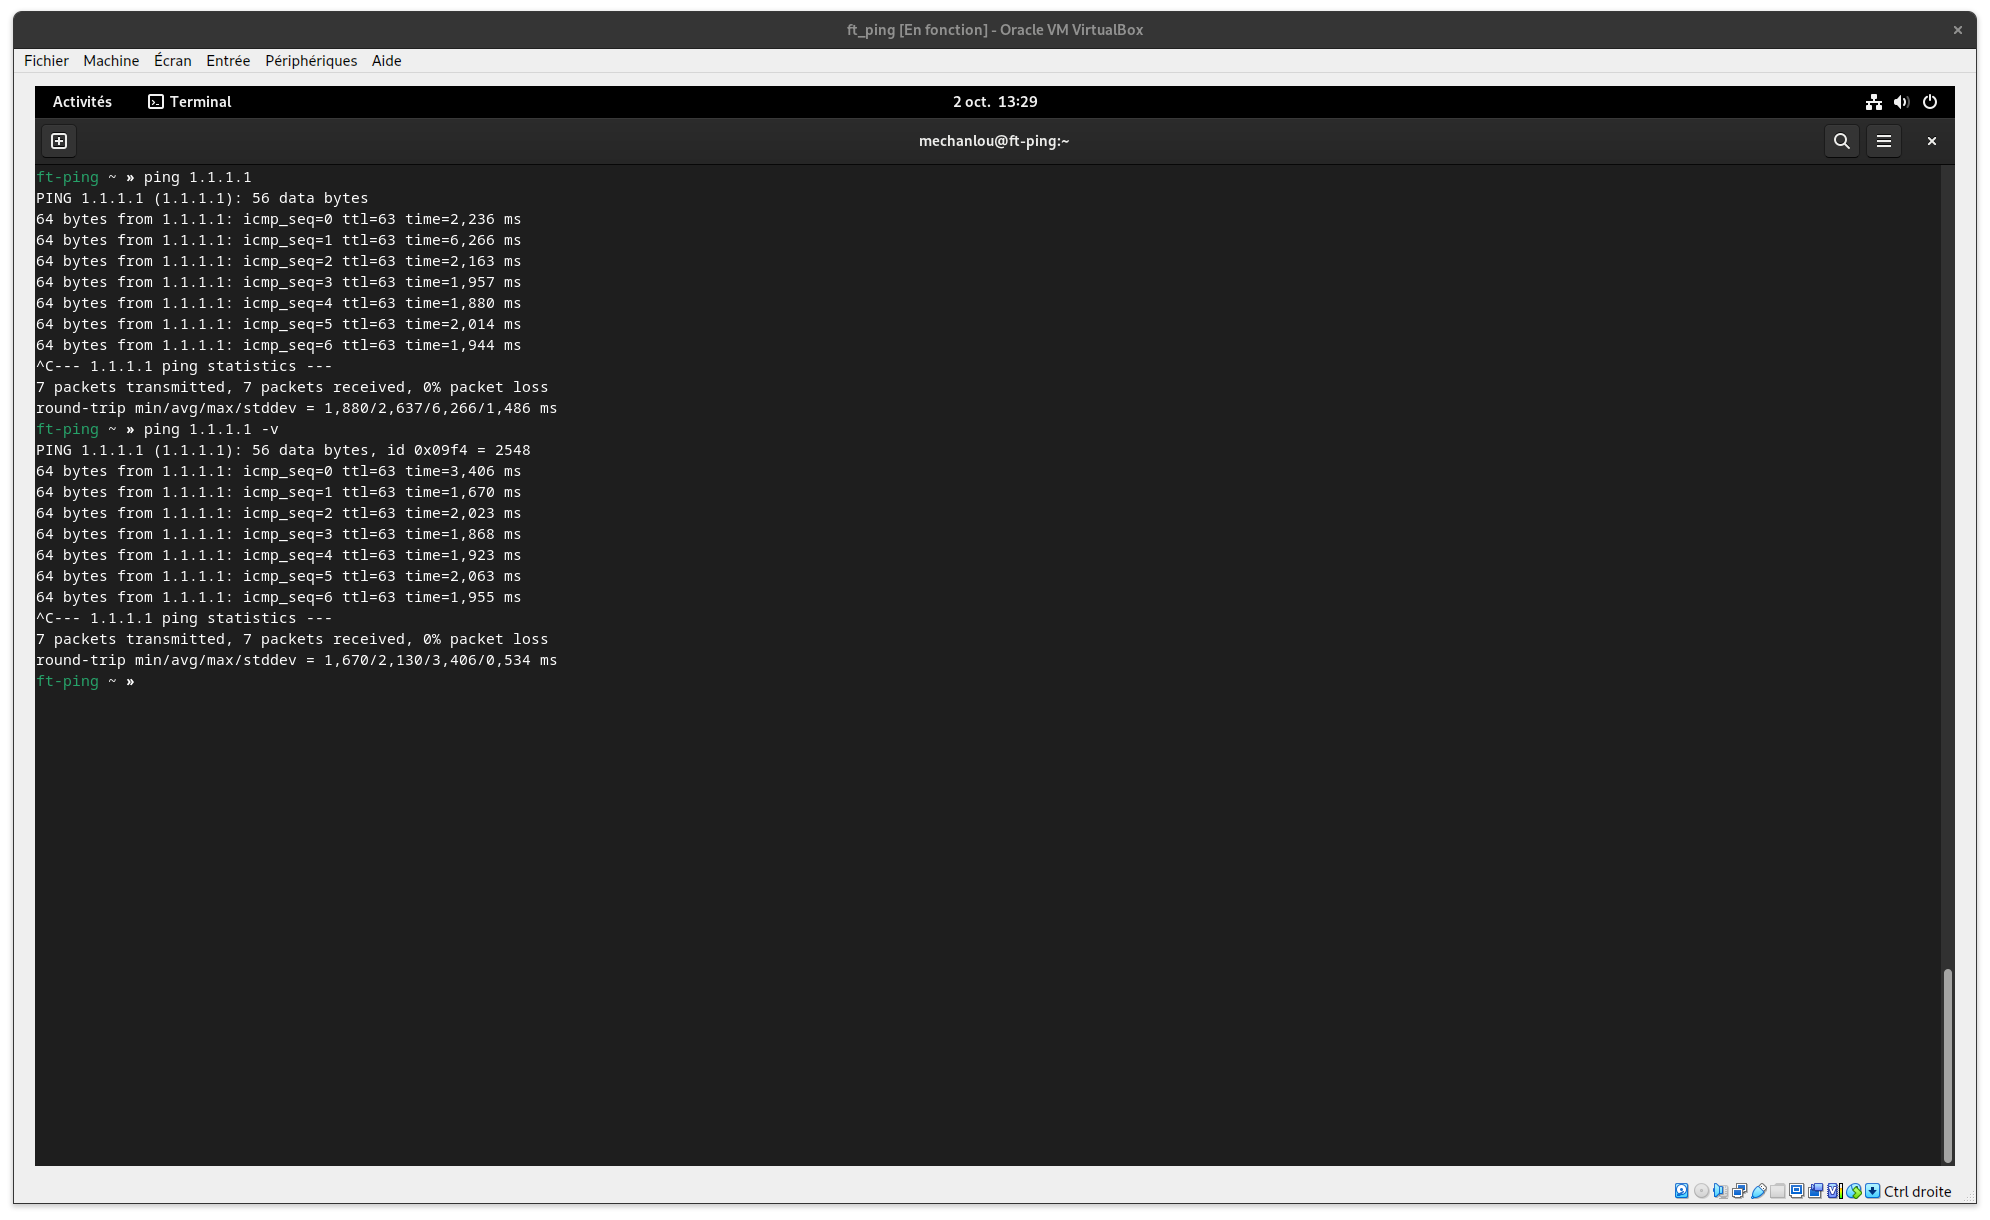 ft_ping [En fonction] - Oracle VM VirtualBox
Fichier Machine Écran Entrée Périphériques Aide
Activités Terminal 2 oct. 13:29
mechanlou@ft-ping:~
ft-ping ~ » ping 1.1.1.1
PING 1.1.1.1 (1.1.1.1): 56 data bytes
64 bytes from 1.1.1.1: icmp_seq=0 ttl=63 time=2,236 ms
64 bytes from 1.1.1.1: icmp_seq=1 ttl=63 time=6,266 ms
64 bytes from 1.1.1.1: icmp_seq=2 ttl=63 time=2,163 ms
64 bytes from 1.1.1.1: icmp_seq=3 ttl=63 time=1,957 ms
64 bytes from 1.1.1.1: icmp_seq=4 ttl=63 time=1,880 ms
64 bytes from 1.1.1.1: icmp_seq=5 ttl=63 time=2,014 ms
64 bytes from 1.1.1.1: icmp_seq=6 ttl=63 time=1,944 ms
^C--- 1.1.1.1 ping statistics ---
7 packets transmitted, 7 packets received, 0% packet loss
round-trip min/avg/max/stddev = 1,880/2,637/6,266/1,486 ms
ft-ping ~ » ping 1.1.1.1 -v
PING 1.1.1.1 (1.1.1.1): 56 data bytes, id 0x09f4 = 2548
64 bytes from 1.1.1.1: icmp_seq=0 ttl=63 time=3,406 ms
64 bytes from 1.1.1.1: icmp_seq=1 ttl=63 time=1,670 ms
64 bytes from 1.1.1.1: icmp_seq=2 ttl=63 time=2,023 ms
64 bytes from 1.1.1.1: icmp_seq=3 ttl=63 time=1,868 ms
64 bytes from 1.1.1.1: icmp_seq=4 ttl=63 time=1,923 ms
64 bytes from 1.1.1.1: icmp_seq=5 ttl=63 time=2,063 ms
64 bytes from 1.1.1.1: icmp_seq=6 ttl=63 time=1,955 ms
^C--- 1.1.1.1 ping statistics ---
7 packets transmitted, 7 packets received, 0% packet loss
round-trip min/avg/max/stddev = 1,670/2,130/3,406/0,534 ms
ft-ping ~ »
Ctrl droite